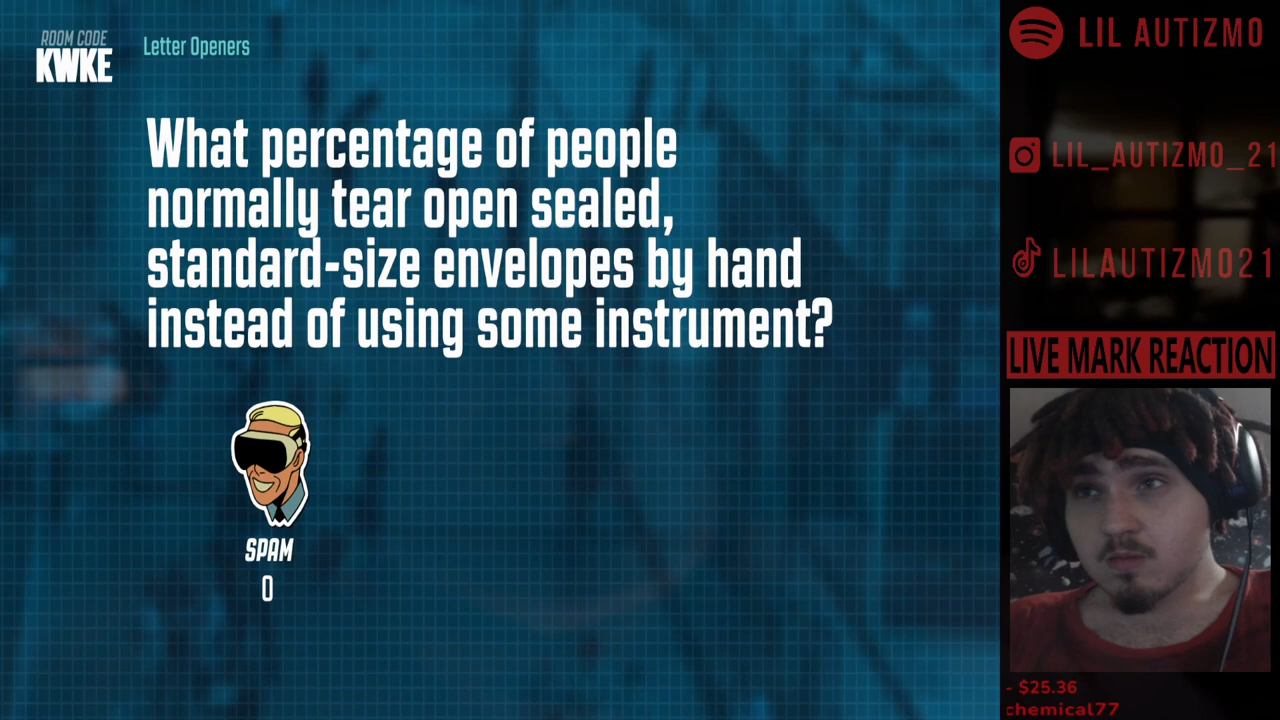 ROOM CODE
KWKE
Letter Openers
What percentage of people
normally tear open sealed,
standard-size envelopes by hand
instead of using some instrument?
SPAM
0
LIL AUTIZMO
LIL_AUTIZMO_21
LILAUTIZMO21
LIVE MARK REACTION
- $25.36
chemical77